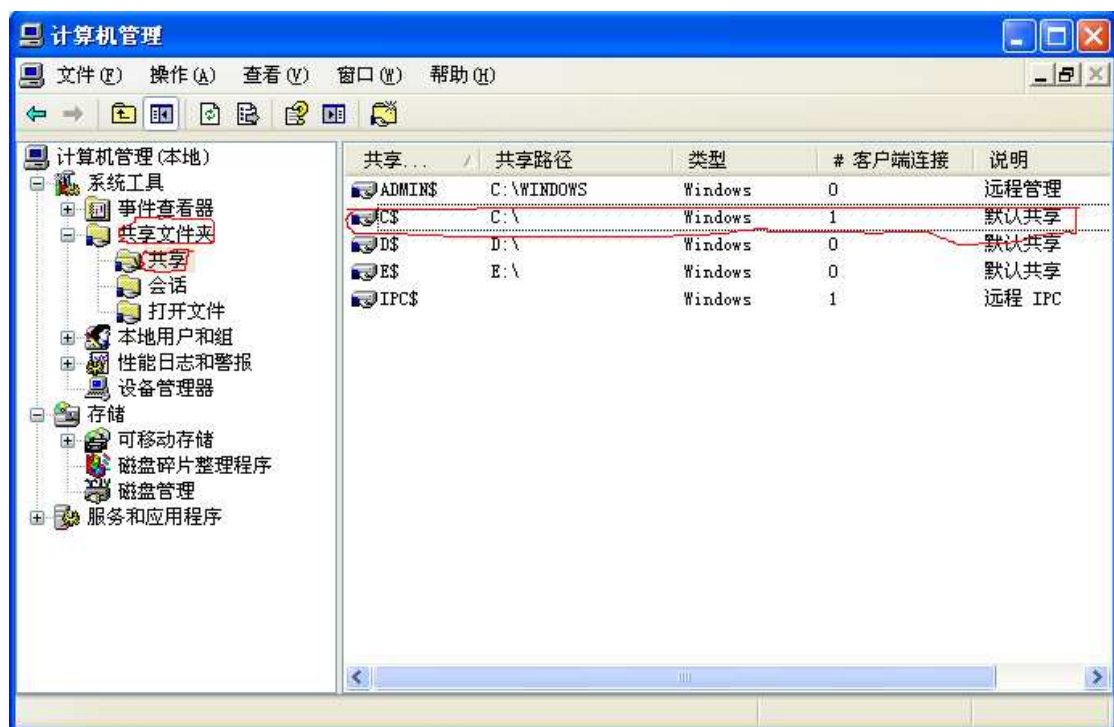 计算机管理
文件(F) 操作(A) 查看(V) 窗口(W) 帮助(H)
计算机管理(本地)
系统工具
事件查看器
共享文件夹
共享
会话
打开文件
本地用户和组
性能日志和警报
设备管理器
存储
可移动存储
磁盘碎片整理程序
磁盘管理
服务和应用程序
共享... 共享路径 类型 # 客户端连接 说明
ADMIN$ C:\WINDOWS Windows 0 远程管理
C$ C:\ Windows 1 默认共享
D$ D:\ Windows 0 默认共享
E$ E:\ Windows 0 默认共享
IPC$ Windows 1 远程 IPC